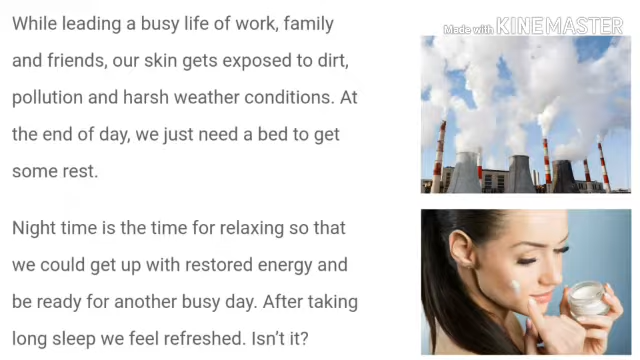 While leading a busy life of work, family
and friends, our skin gets exposed to dirt,
pollution and harsh weather conditions. At
the end of day, we just need a bed to get
some rest.
Night time is the time for relaxing so that
we could get up with restored energy and
be ready for another busy day. After taking
long sleep we feel refreshed. Isn't it?
Made with KINEMASTER